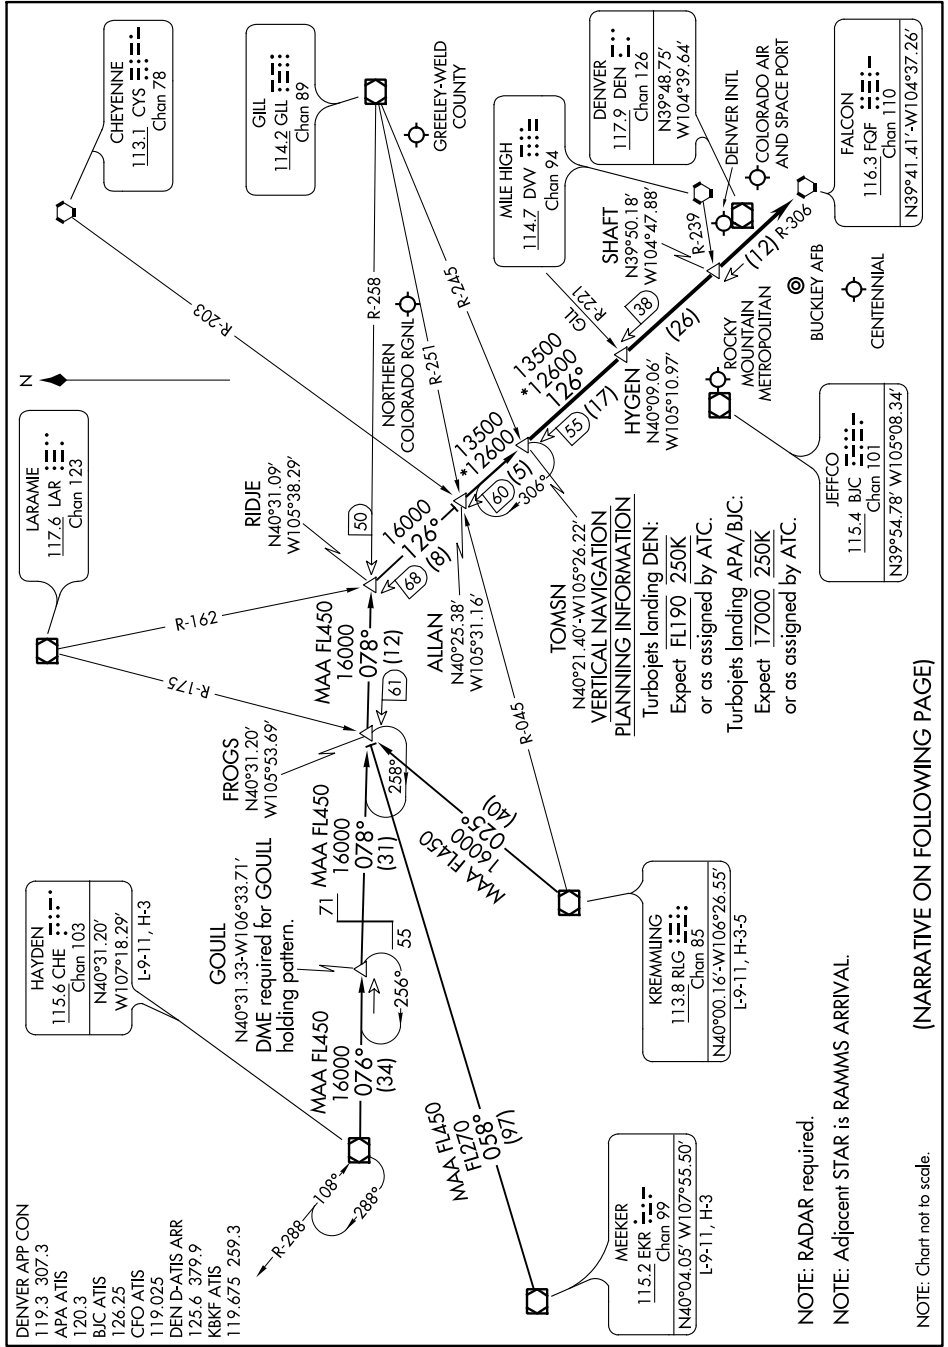 DENVER APP CON
119.3 307.3
APA ATIS
120.3
BJC ATIS
126.25
CFO ATIS
119.025
DEN D-ATIS ARR
125.6 379.9
KBKF ATIS
119.675 259.3
HAYDEN
115.6 CHE
Chan 103
N40°31.20'
W107°18.29'
L-9-11, H-3
LARAMIE
117.6 LAR
Chan 123
N
CHEYENNE
113.1 CYS
Chan 78
GILL
114.2 GLL
Chan 89
GREELEY-WELD
COUNTY
R-288
108°
288°
MAA FL450
16000
076°
(34)
GOULL
N40°31.33-W106°33.71'
DME required for GOULL
holding pattern.
256°
71
55
MAA FL450
16000
078°
(31)
FROGS
N40°31.20'
W105°53.69'
258°
R-175
R-162
61
MAA FL450
16000
078°
(12)
RIDJE
N40°31.09'
W105°38.29'
50
R-258
R-203
R-251
R-245
NORTHERN
COLORADO RGNL
16000
126°
(8)
68
ALLAN
N40°25.38'
W105°31.16'
13500
*12600
(5)
60
306°
TOMSN
N40°21.40'-W105°26.22'
13500
*12600
126°
(17)
55
GIL
R-221
38
HYGEN
N40°09.06'
W105°10.97'
(26)
SHAFT
N39°50.18'
W104°47.88'
R-239
(12)
R-306
MILE HIGH
114.7 DVV
Chan 94
DENVER
117.9 DEN
Chan 126
N39°48.75'
W104°39.64'
DENVER INTL
COLORADO AIR
AND SPACE PORT
FALCON
116.3 FQF
Chan 110
N39°41.41'-W104°37.26'
ROCKY
MOUNTAIN
METROPOLITAN
BUCKLEY AFB
CENTENNIAL
JEFFCO
115.4 BJC
Chan 101
N39°54.78' W105°08.34'
VERTICAL NAVIGATION
PLANNING INFORMATION
Turbojets landing DEN:
Expect FL190 250K
or as assigned by ATC.
Turbojets landing APA/BJC:
Expect 17000 250K
or as assigned by ATC.
R-045
MAA FL450
16000
025°
(40)
KREMMLING
113.8 RLG
Chan 85
N40°00.16'-W106°26.55'
L-9-11, H-3-5
MAA FL450
FL270
058°
(97)
MEEKER
115.2 EKR
Chan 99
N40°04.05' W107°55.50'
L-9-11, H-3
NOTE: RADAR required.
NOTE: Adjacent STAR is RAMMS ARRIVAL.
NOTE: Chart not to scale.
(NARRATIVE ON FOLLOWING PAGE)